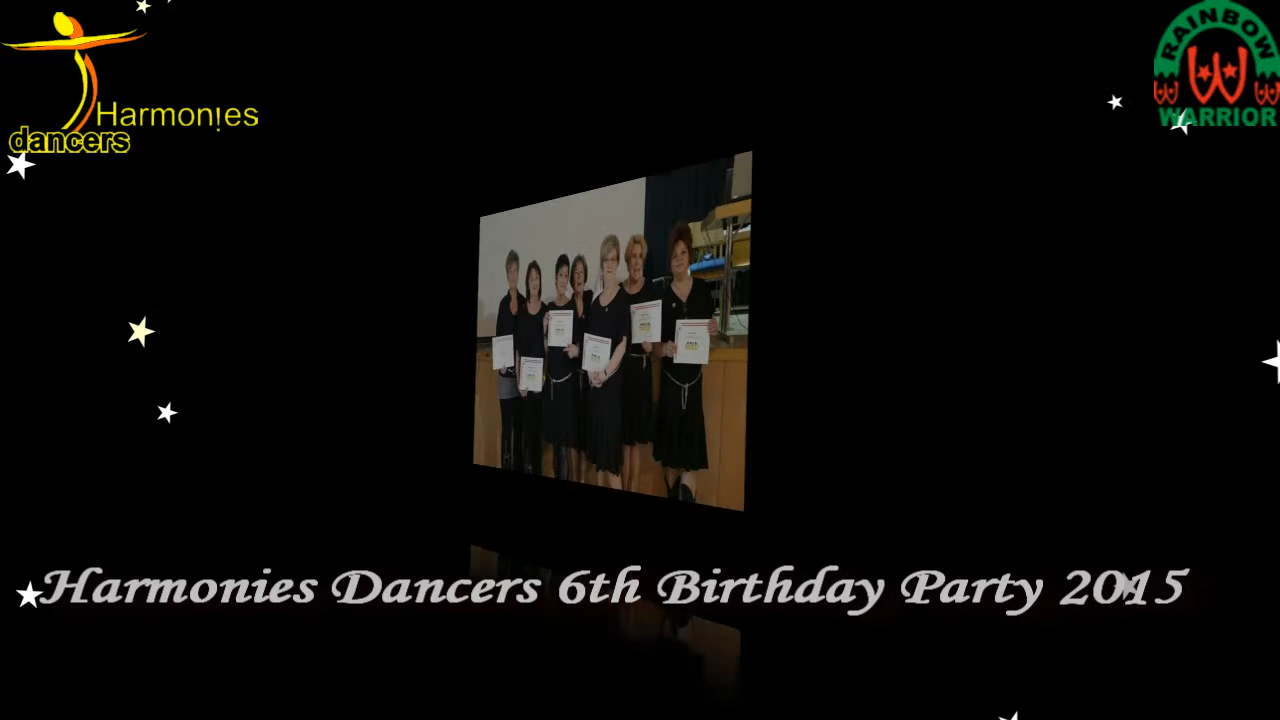 Harmonies
dancers
RAINBOW
WARRIOR
Harmonies Dancers 6th Birthday Party 2015